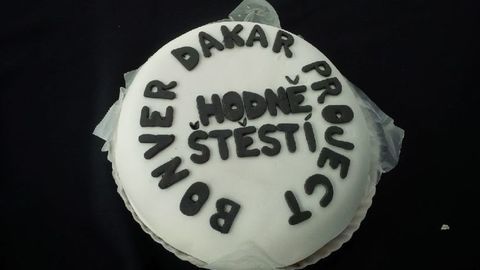 BONVER DAKAR PROJECT
HODNĚ
ŠTĚSTÍ